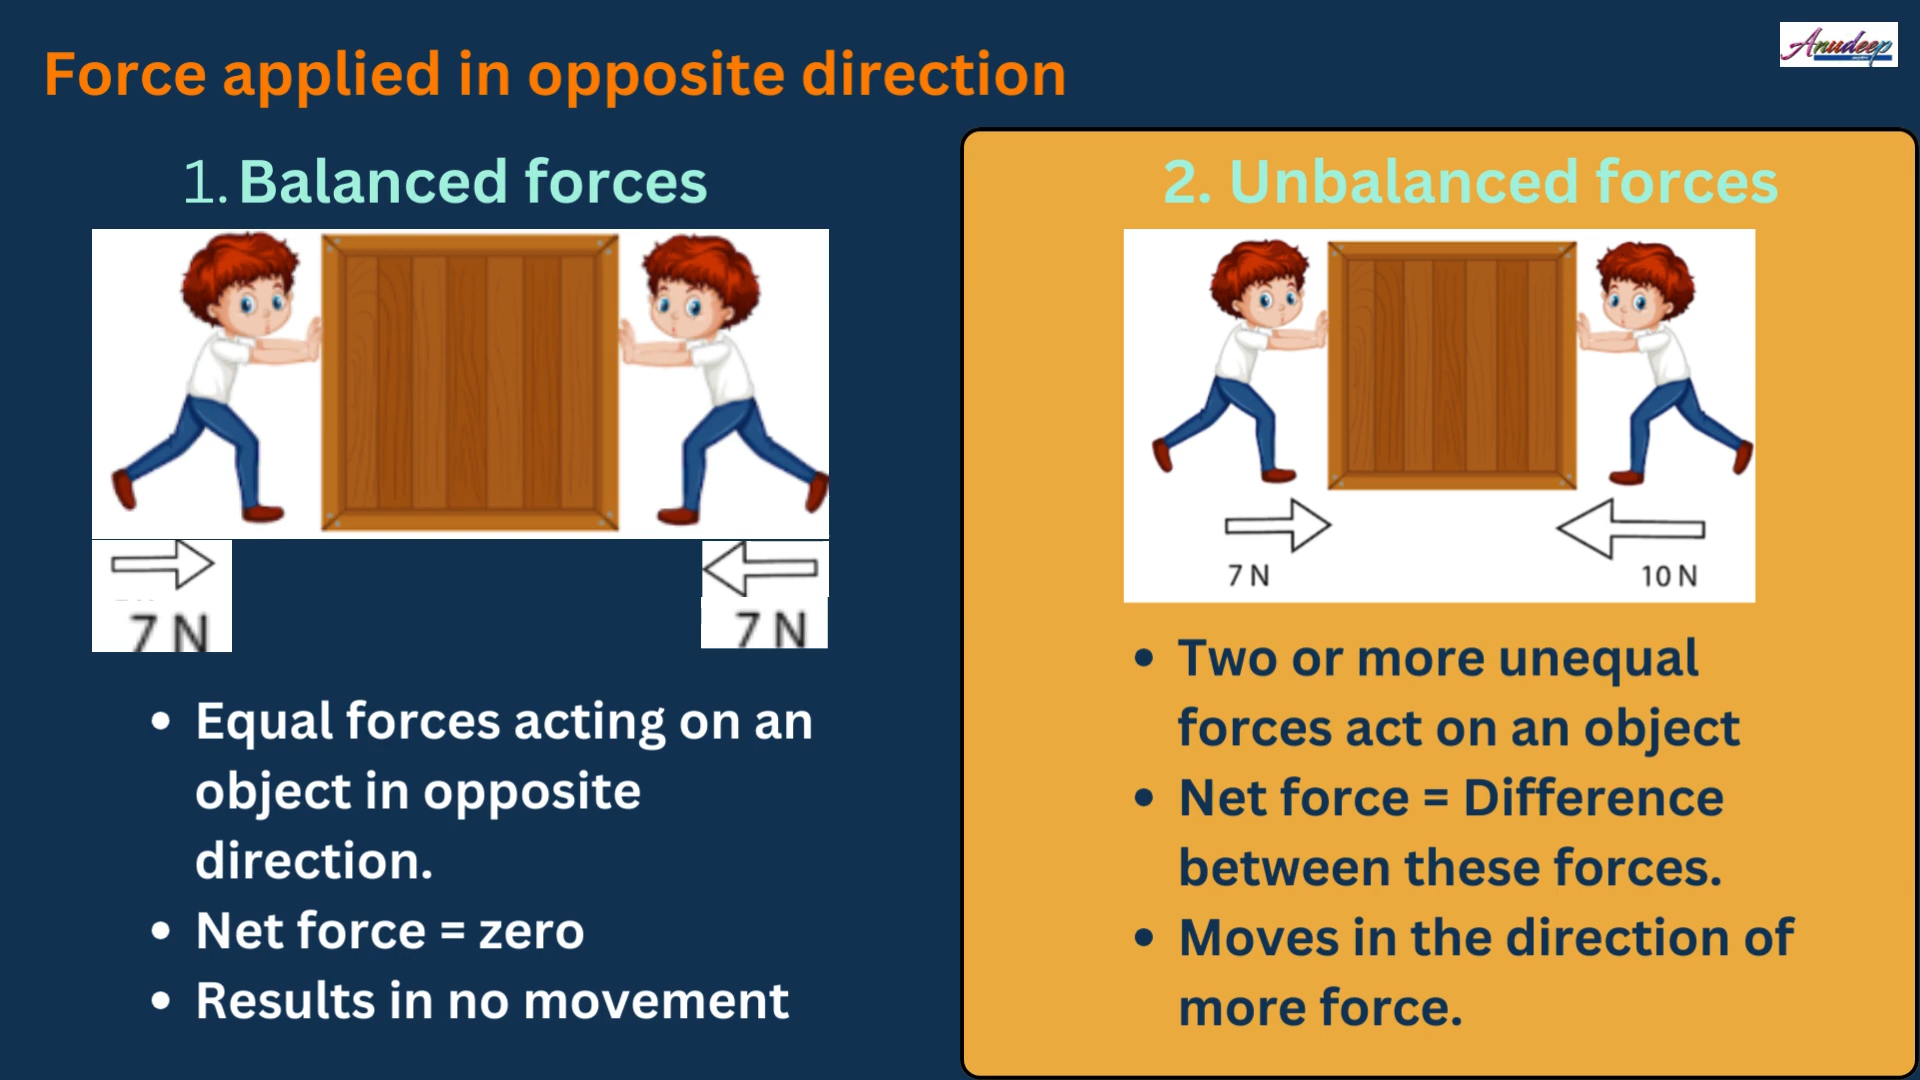 Force applied in opposite direction
Anudeep
1. Balanced forces
7 N
7 N
• Equal forces acting on an
object in opposite
direction.
• Net force = zero
• Results in no movement
2. Unbalanced forces
7 N
10 N
• Two or more unequal
forces act on an object
• Net force = Difference
between these forces.
• Moves in the direction of
more force.